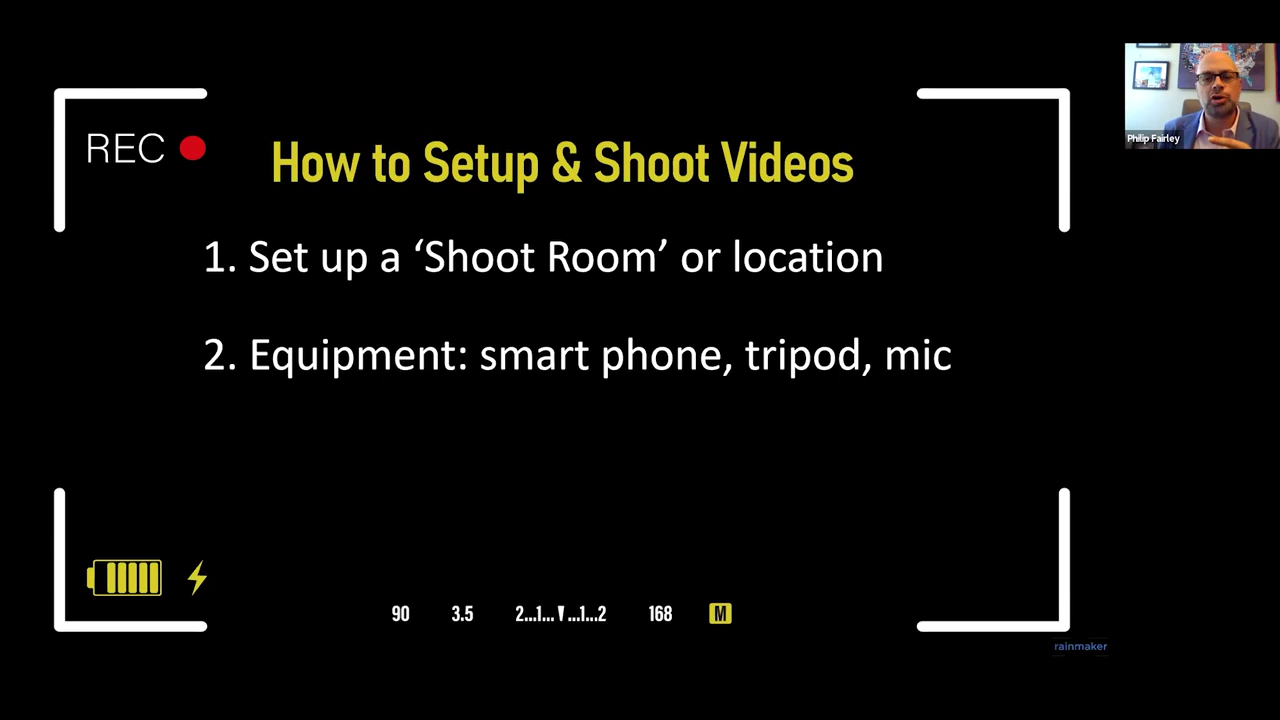 REC
How to Setup & Shoot Videos
Philip Fairley
1. Set up a ‘Shoot Room’ or location
2. Equipment: smart phone, tripod, mic
90 3.5 2...1... ...1...2 168 M
rainmaker